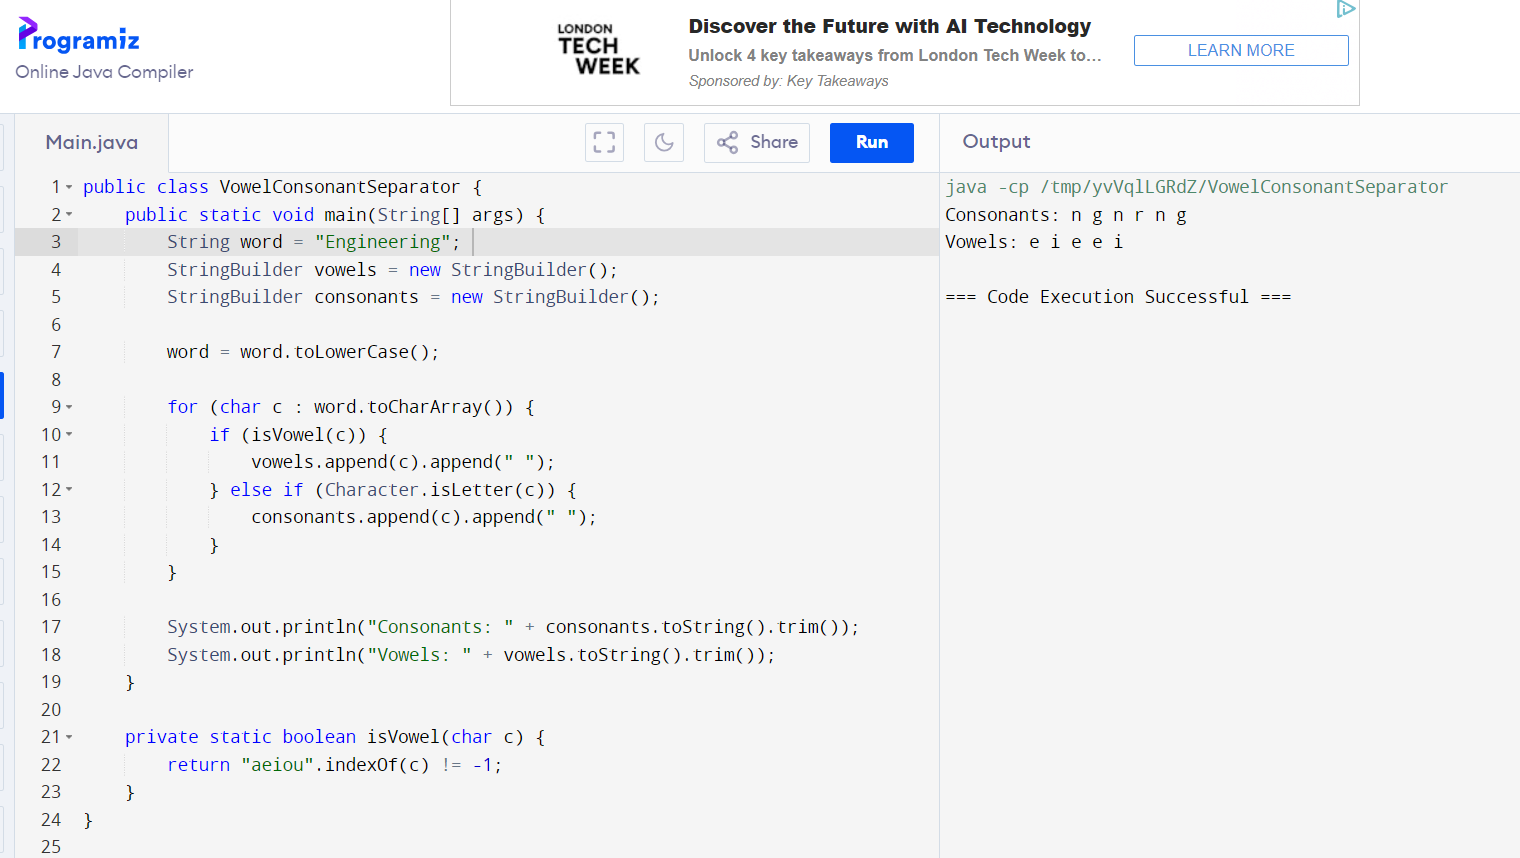 Programiz
Online Java Compiler
LONDON
TECH
WEEK
Discover the Future with AI Technology
Unlock 4 key takeaways from London Tech Week to...
Sponsored by: Key Takeaways
LEARN MORE
Main.java
Share
Run
Output
1 public class VowelConsonantSeparator {
2     public static void main(String[] args) {
3         String word = "Engineering";
4         StringBuilder vowels = new StringBuilder();
5         StringBuilder consonants = new StringBuilder();
6
7         word = word.toLowerCase();
8
9         for (char c : word.toCharArray()) {
10             if (isVowel(c)) {
11                 vowels.append(c).append(" ");
12             } else if (Character.isLetter(c)) {
13                 consonants.append(c).append(" ");
14             }
15         }
16
17         System.out.println("Consonants: " + consonants.toString().trim());
18         System.out.println("Vowels: " + vowels.toString().trim());
19     }
20
21     private static boolean isVowel(char c) {
22         return "aeiou".indexOf(c) != -1;
23     }
24 }
25
java -cp /tmp/yvVqlLGRdZ/VowelConsonantSeparator
Consonants: n g n r n g
Vowels: e i e e i
=== Code Execution Successful ===